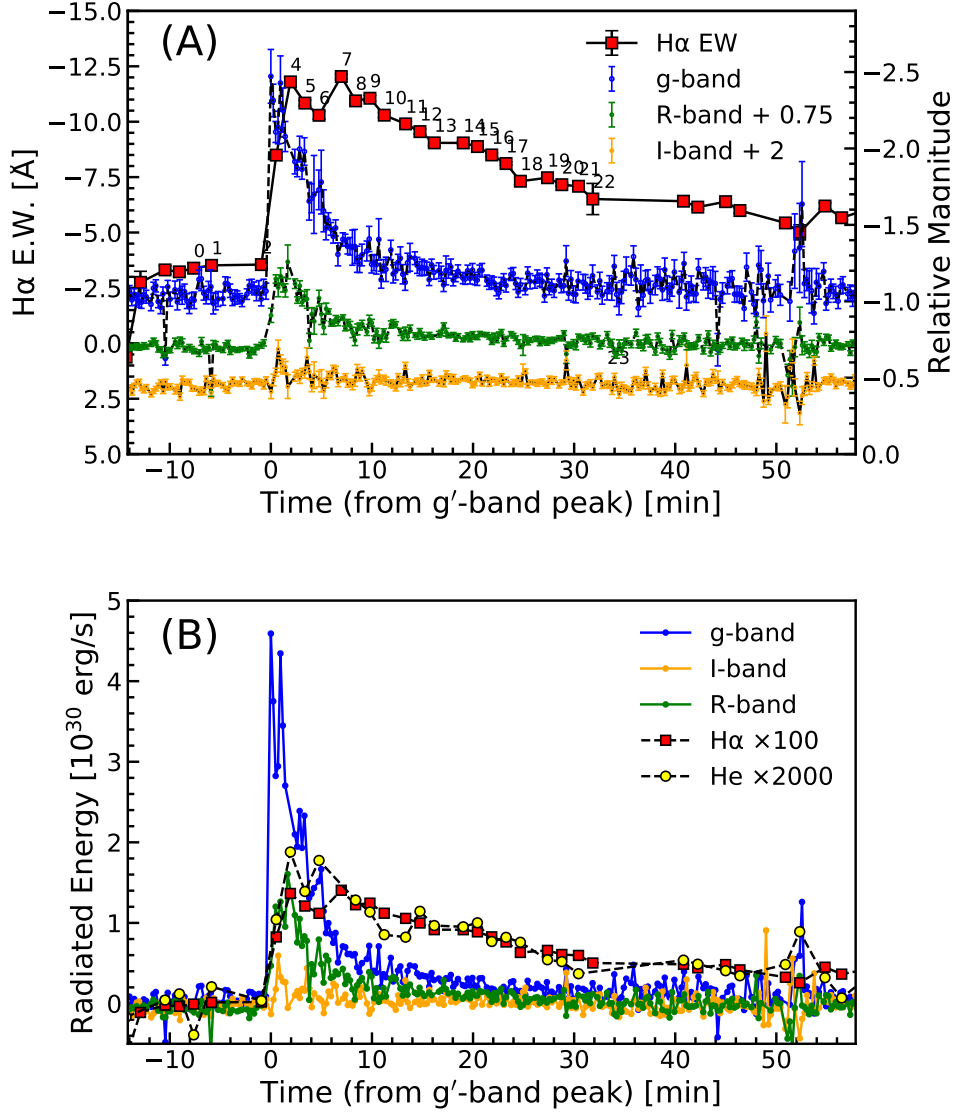 (A)
Hα EW
g-band
R-band + 0.75
I-band + 2
−15.0
−12.5
−10.0
−7.5
−5.0
−2.5
0.0
2.5
5.0
Hα E.W. [Å]
−2.5
−2.0
−1.5
−1.0
−0.5
0.0
Relative Magnitude
0 1 2 4 5 6 7 8 9 10 11 12 13 14 15 16 17 18 19 20 21 22 23
−10 0 10 20 30 40 50
Time (from g′-band peak) [min]
(B)
g-band
I-band
R-band
Hα ×100
He ×2000
5
4
3
2
1
0
Radiated Energy [10³⁰ erg/s]
−10 0 10 20 30 40 50
Time (from g′-band peak) [min]